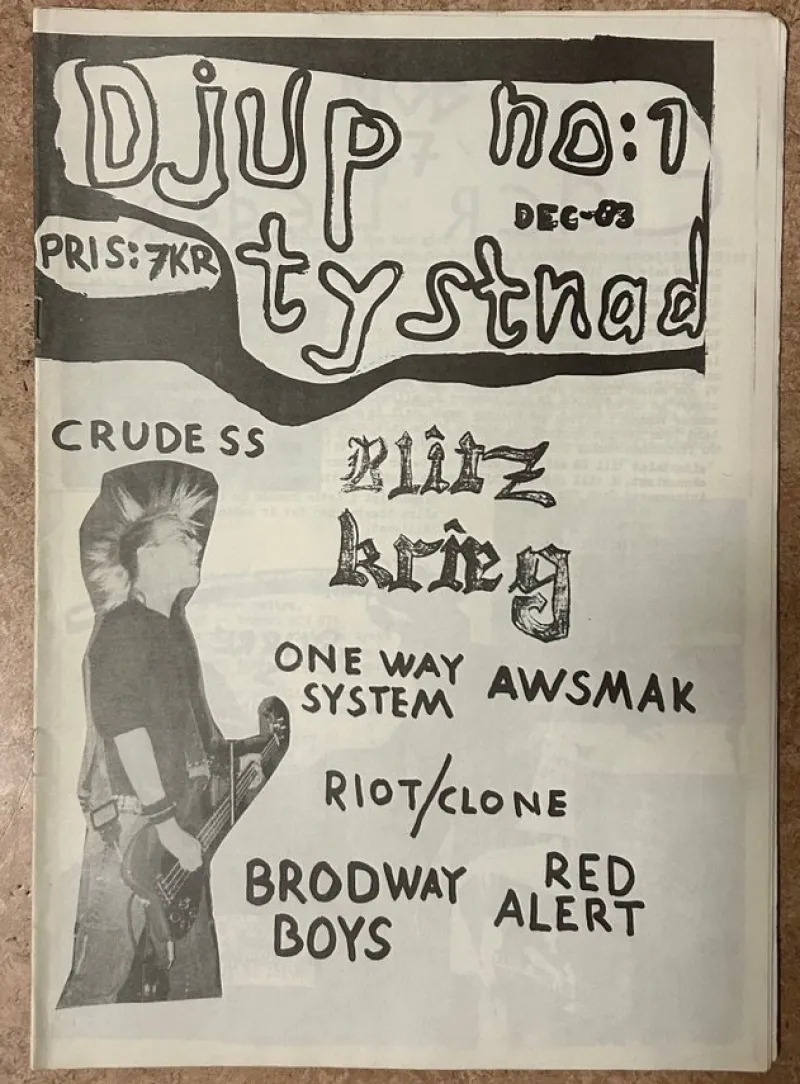 Djup no:1
DEC-83
PRIS: 7KR
tystnad
CRUDE SS
Blitz
krieg
ONE WAY
SYSTEM
AWSMAK
RIOT/CLONE
BRODWAY
BOYS
RED
ALERT